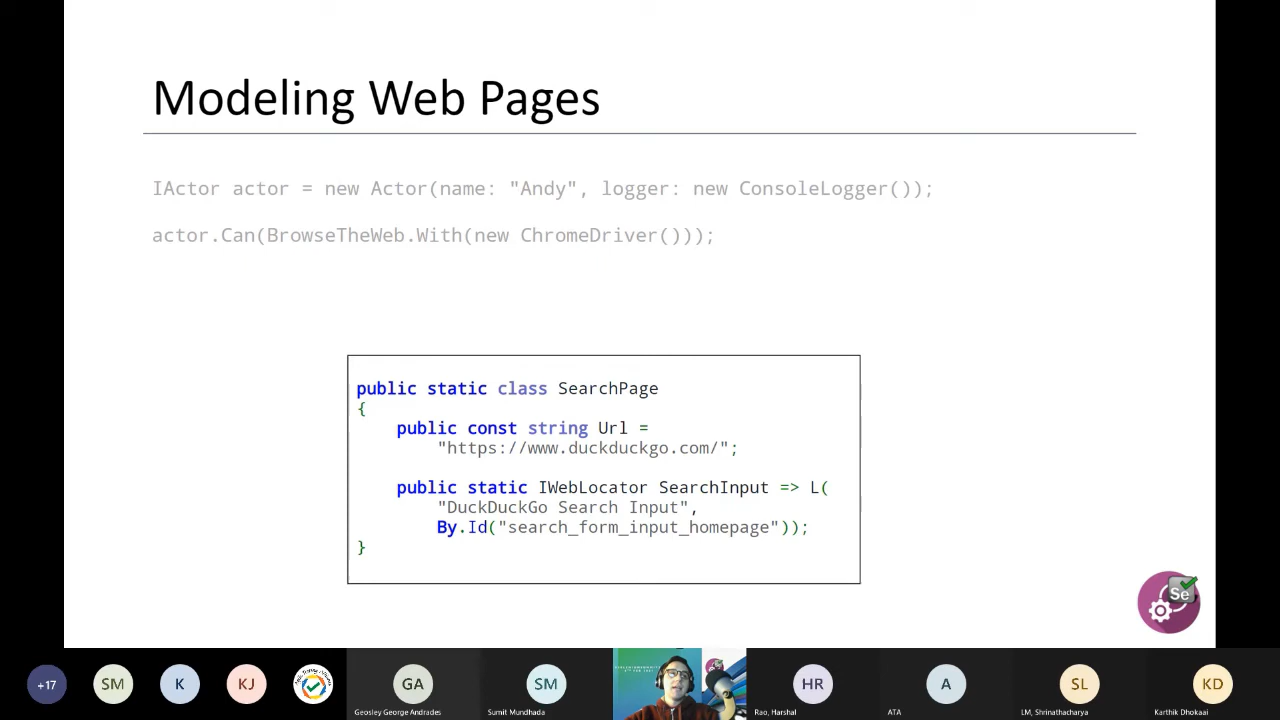 Modeling Web Pages
IActor actor = new Actor(name: "Andy", logger: new ConsoleLogger());
actor.Can(BrowseTheWeb.With(new ChromeDriver()));
public static class SearchPage
{
public const string Url =
"https://www.duckduckgo.com/";
public static IWebLocator SearchInput => L(
"DuckDuckGo Search Input",
By.Id("search_form_input_homepage"));
}
Se
+17
SM
K
KJ
GA
Geosley George Andrades
SM
Sumit Mundhada
HR
Rao, Harshal
A
ATA
SL
LM, Shrinathacharya
KD
Karthik Dhokaai